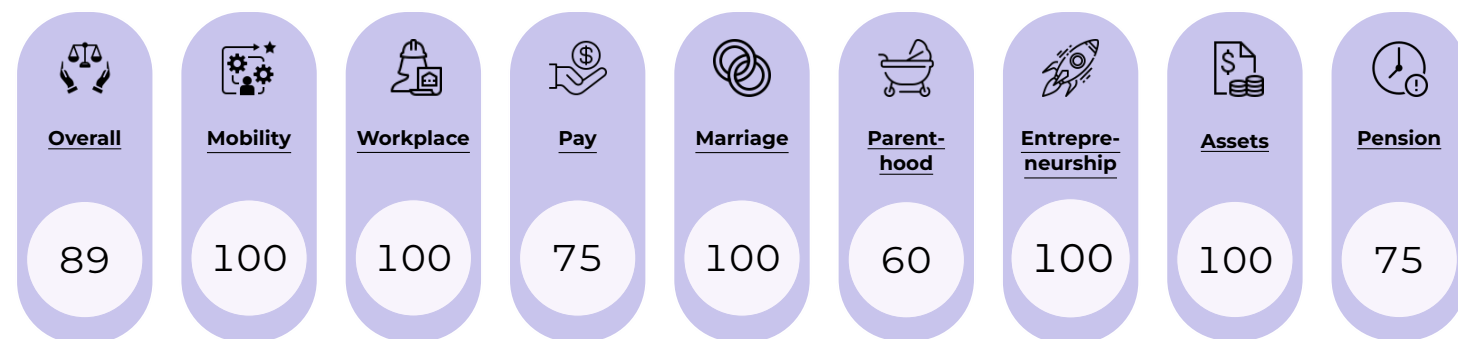 Overall
89
Mobility
100
Workplace
100
Pay
75
Marriage
100
Parent-
hood
60
Entrepre-
neurship
100
$
Assets
100
Pension
75